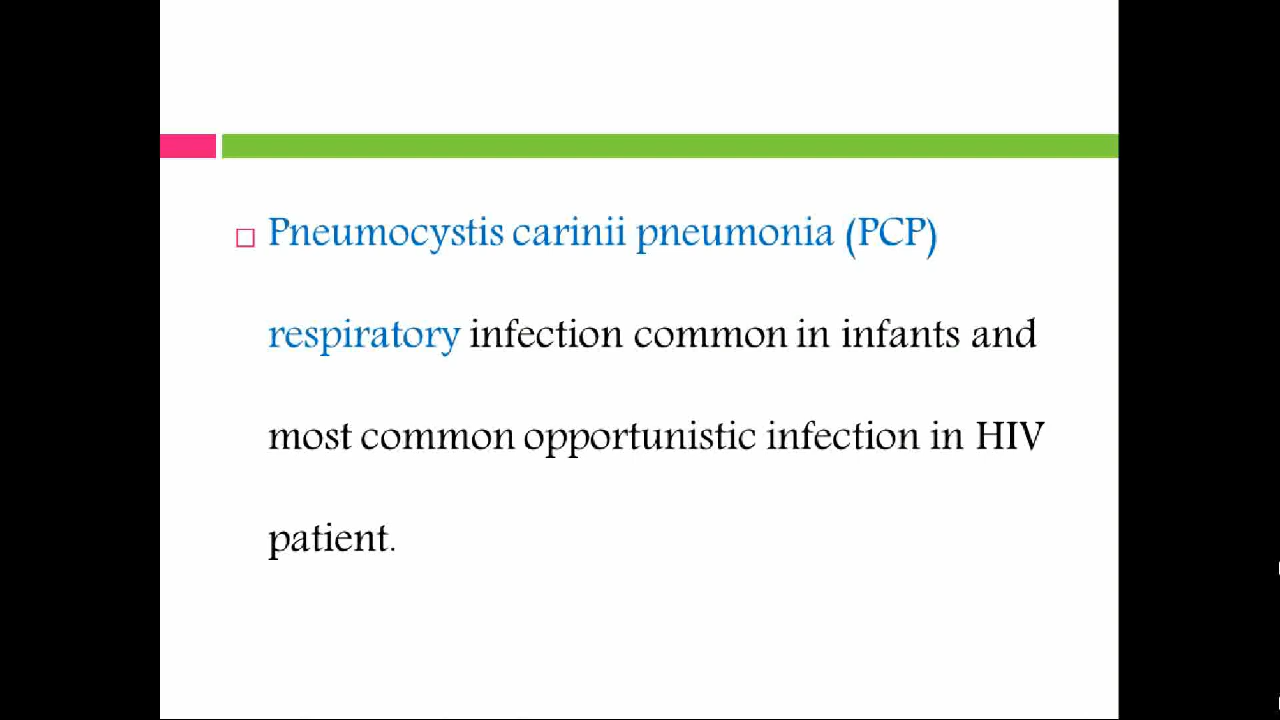 Pneumocystis carinii pneumonia (PCP)
respiratory infection common in infants and
most common opportunistic infection in HIV
patient.